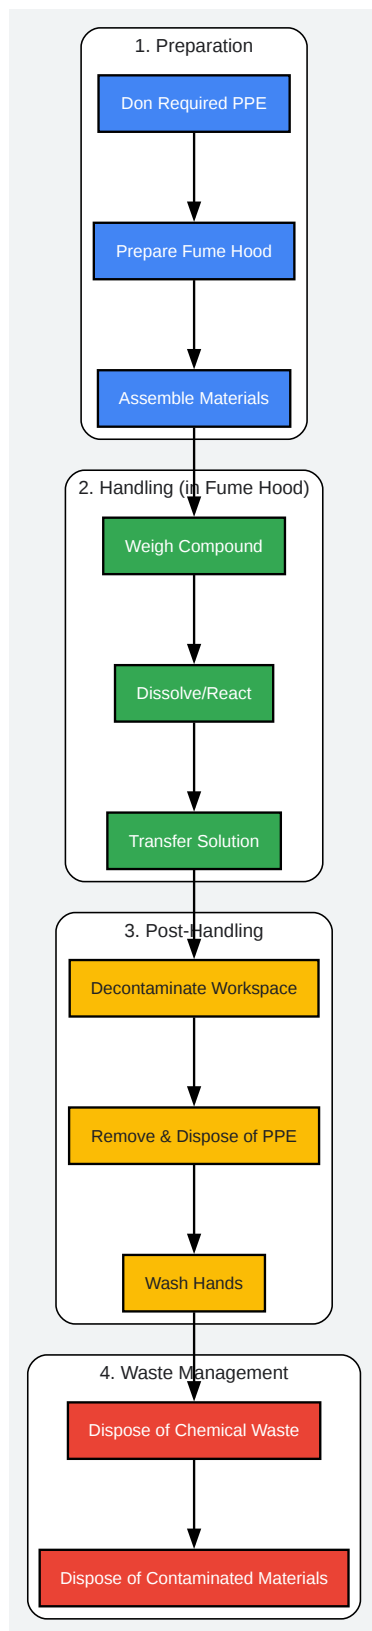 1. Preparation
Don Required PPE
Prepare Fume Hood
Assemble Materials
2. Handling (in Fume Hood)
Weigh Compound
Dissolve/React
Transfer Solution
3. Post-Handling
Decontaminate Workspace
Remove & Dispose of PPE
Wash Hands
4. Waste Management
Dispose of Chemical Waste
Dispose of Contaminated Materials